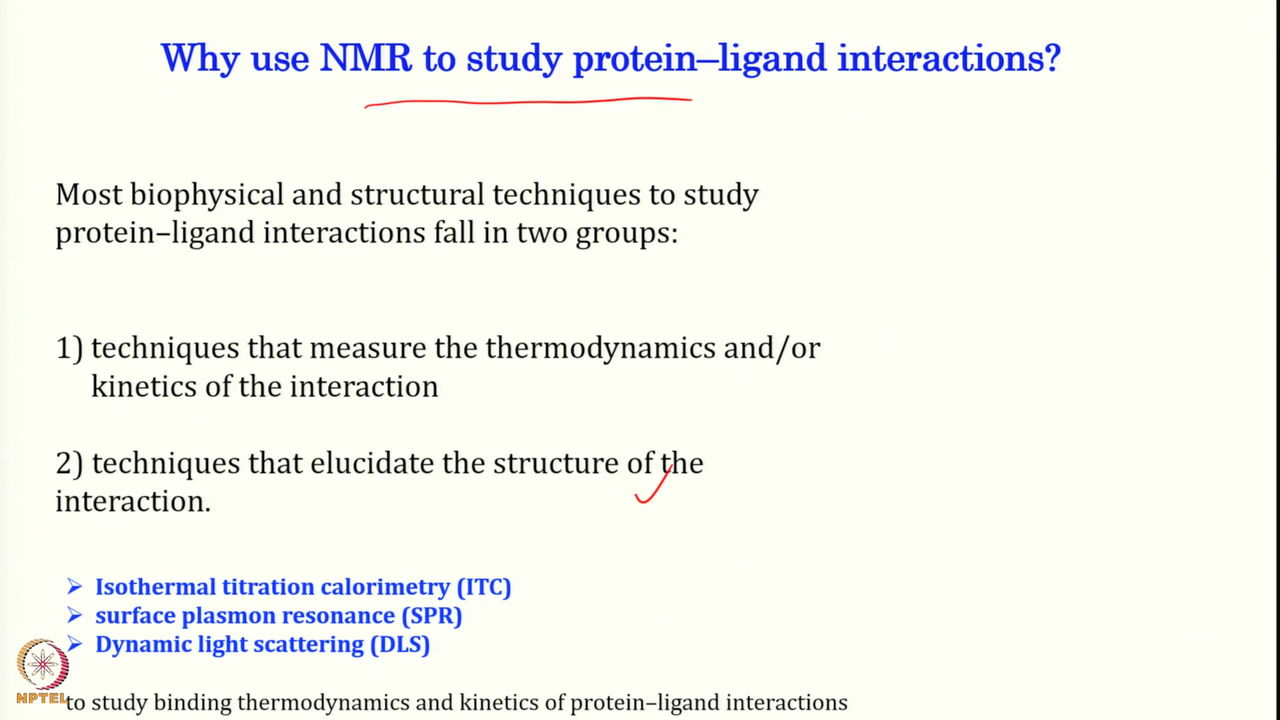 Why use NMR to study protein–ligand interactions?
Most biophysical and structural techniques to study
protein–ligand interactions fall in two groups:
1) techniques that measure the thermodynamics and/or
kinetics of the interaction
2) techniques that elucidate the structure of the
interaction.
➢ Isothermal titration calorimetry (ITC)
➢ surface plasmon resonance (SPR)
➢ Dynamic light scattering (DLS)
NPTEL
to study binding thermodynamics and kinetics of protein–ligand interactions